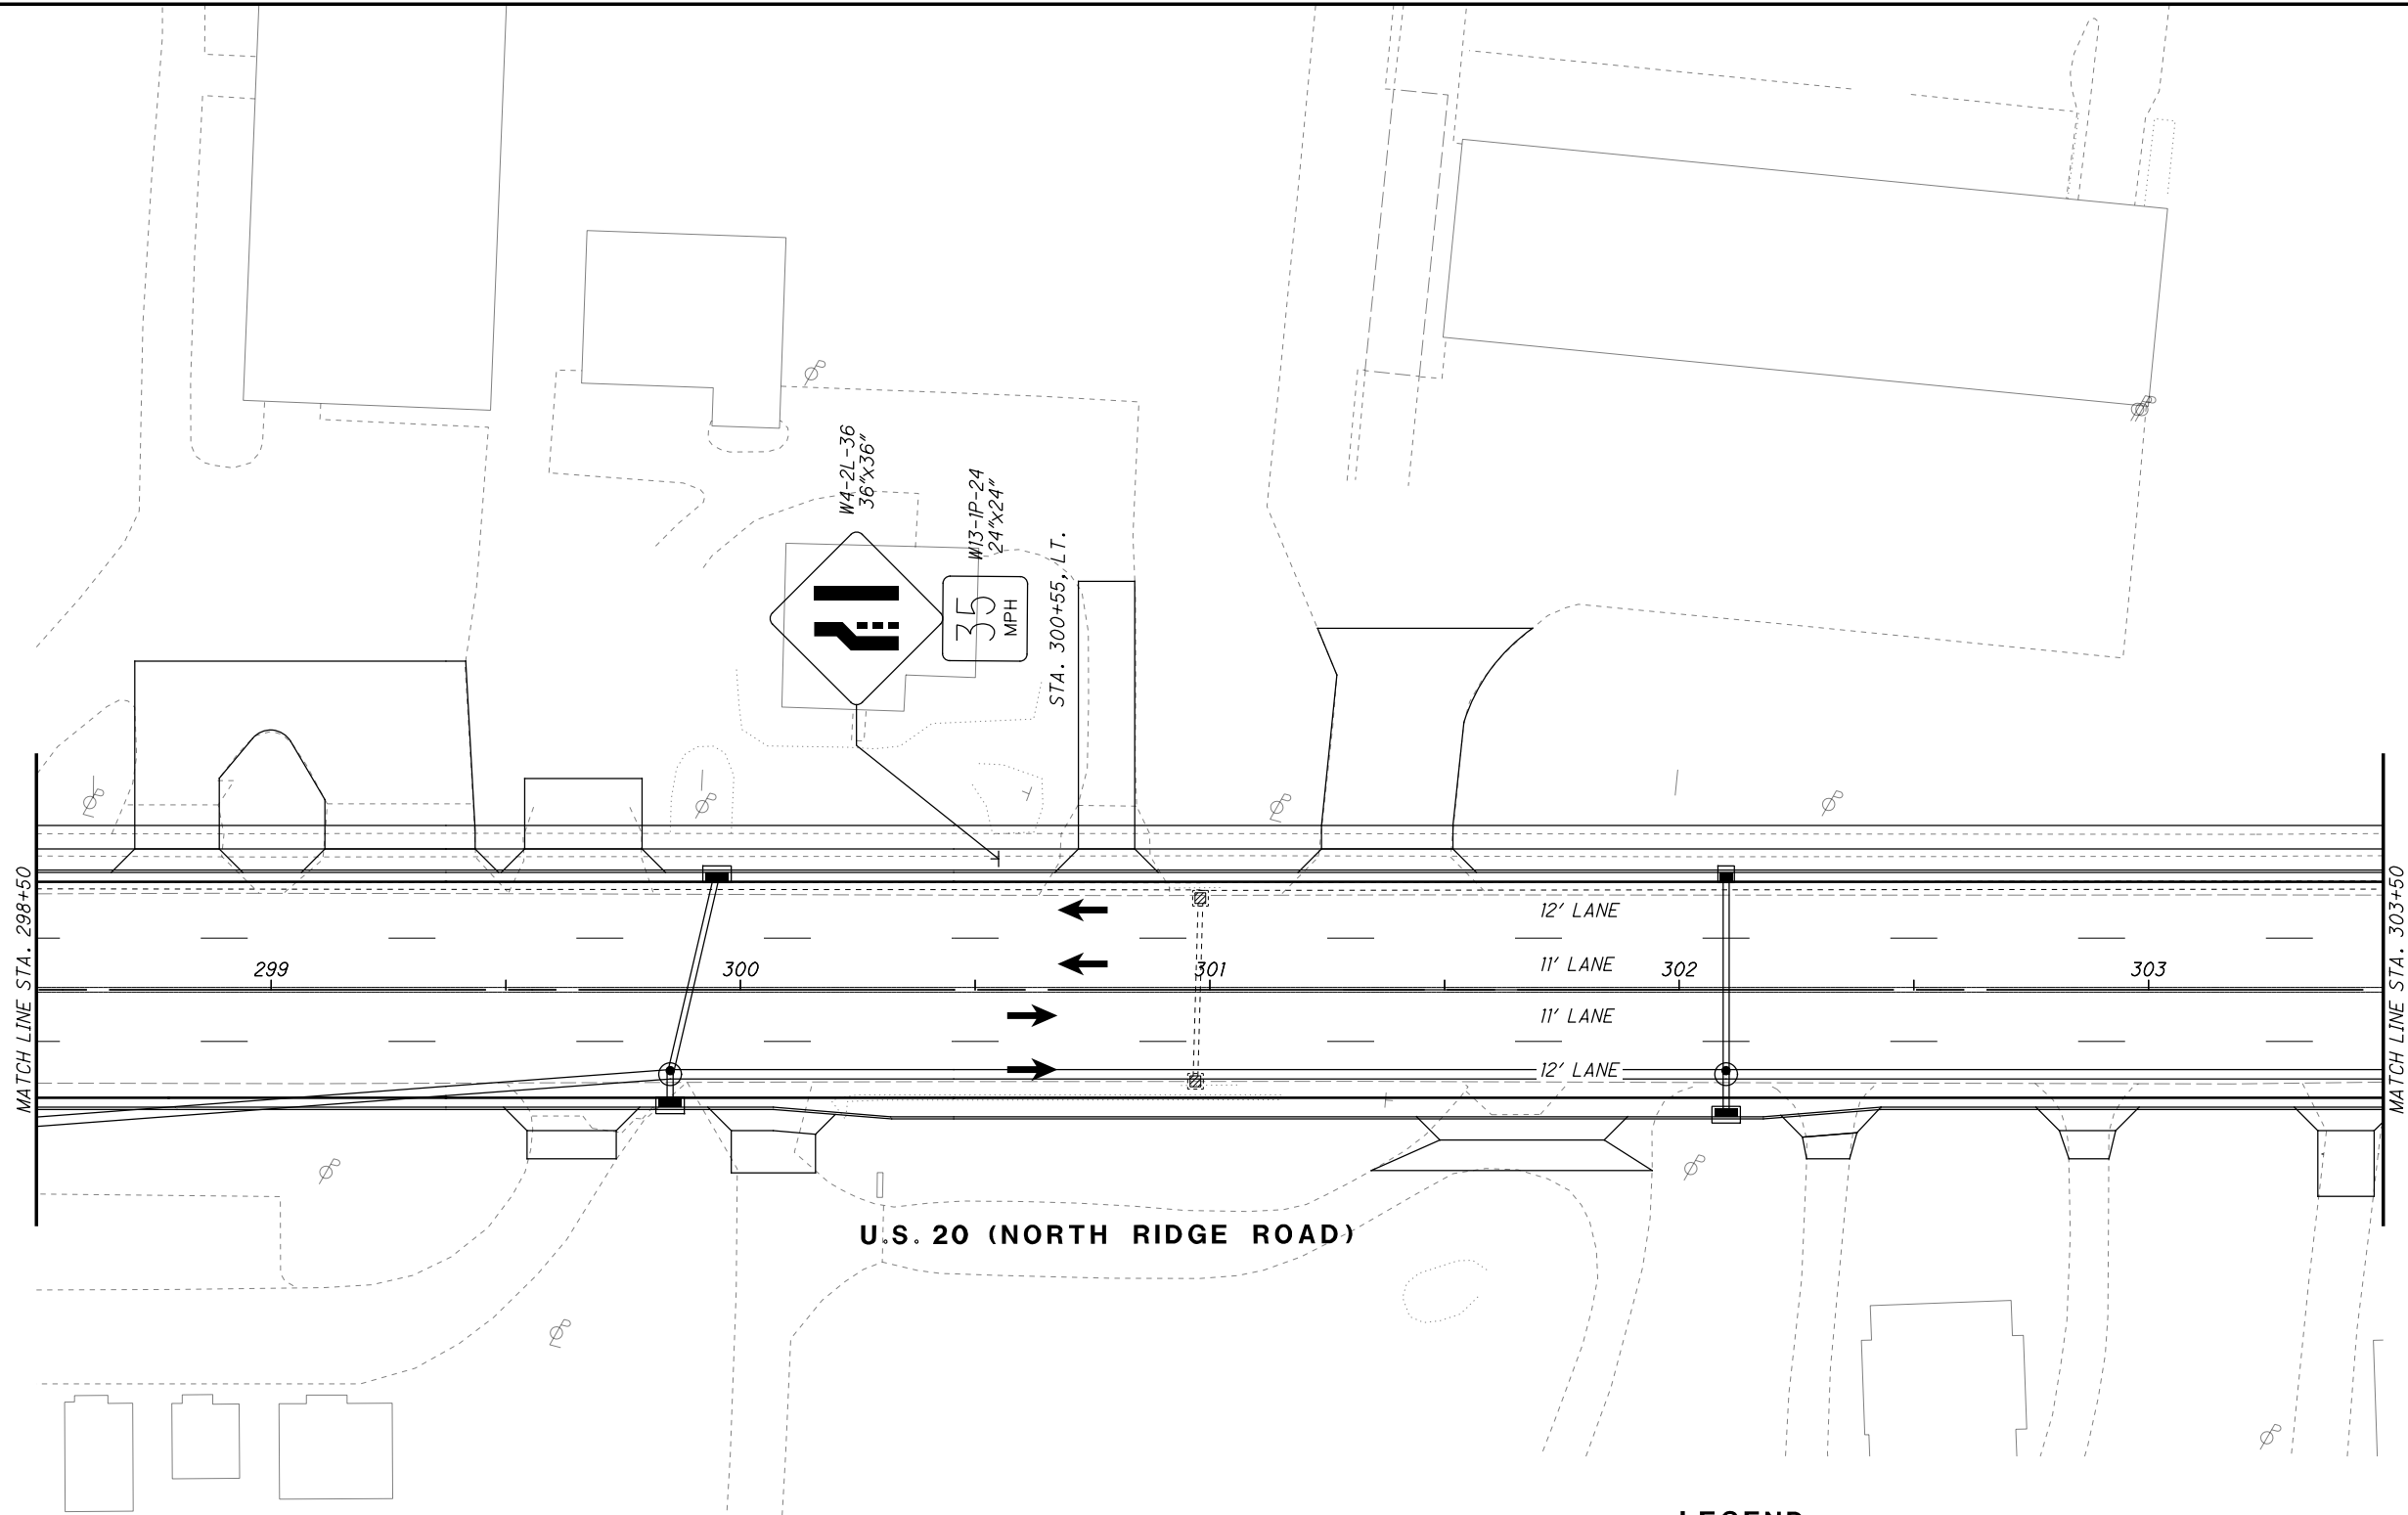 W4-2L-36
36"x36"
W13-1P-24
24"x24"
35
MPH
STA. 300+55, LT.
MATCH LINE STA. 298+50
MATCH LINE STA. 303+50
12' LANE
11' LANE
299
300
301
302
303
11' LANE
12' LANE
U.S. 20 (NORTH RIDGE ROAD)
LEGEND